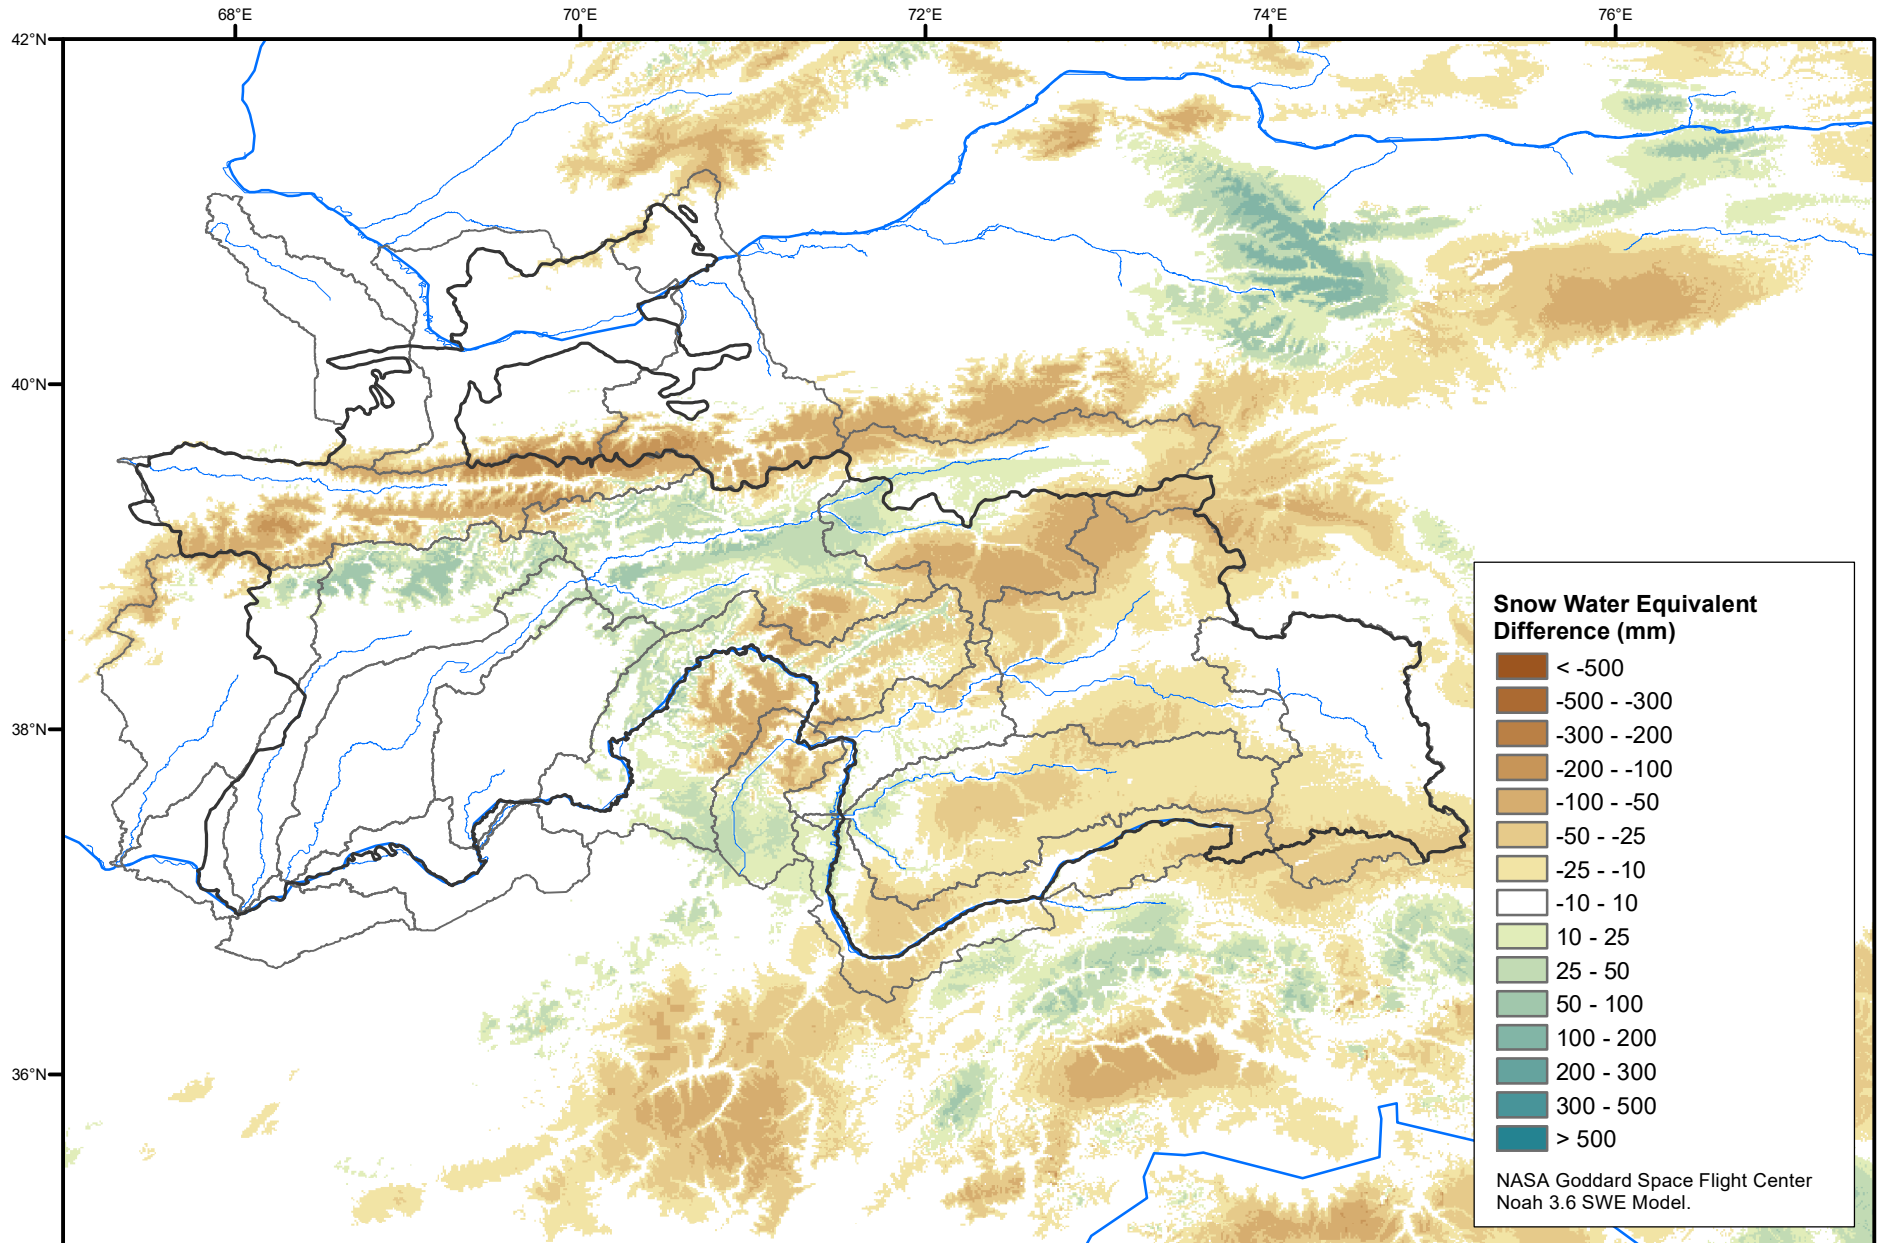 68°E 70°E 72°E 74°E 76°E
42°N
40°N
38°N
36°N
Snow Water Equivalent
Difference (mm)
< -500
-500 - -300
-300 - -200
-200 - -100
-100 - -50
-50 - -25
-25 - -10
-10 - 10
10 - 25
25 - 50
50 - 100
100 - 200
200 - 300
300 - 500
> 500
NASA Goddard Space Flight Center
Noah 3.6 SWE Model.